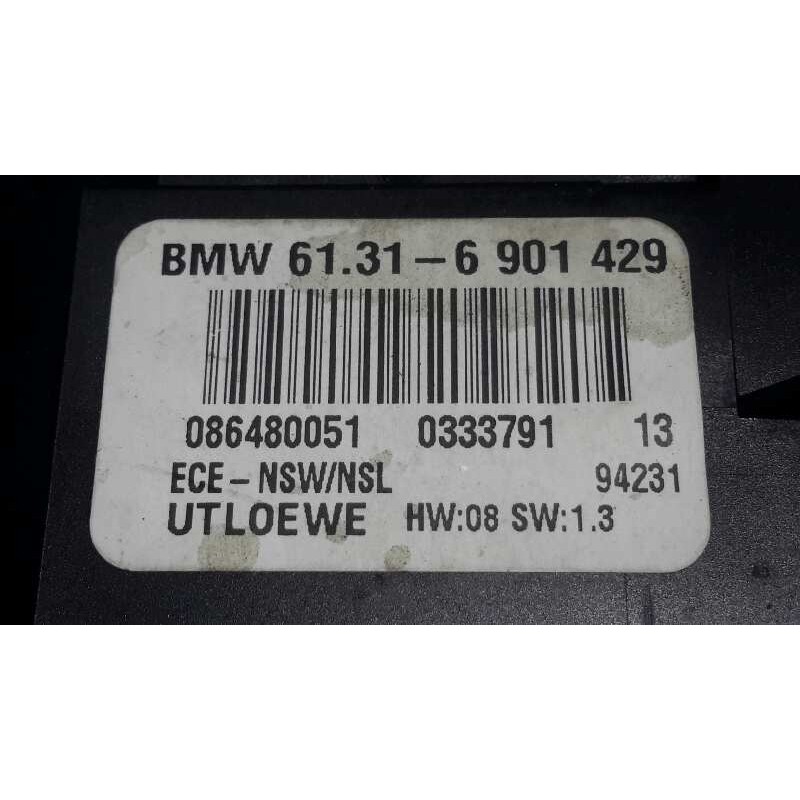 BMW 61.31-6 901 429
086480051 0333791 13
ECE-NSW/NSL 94231
UTLOEWE HW:08 SW:1.3